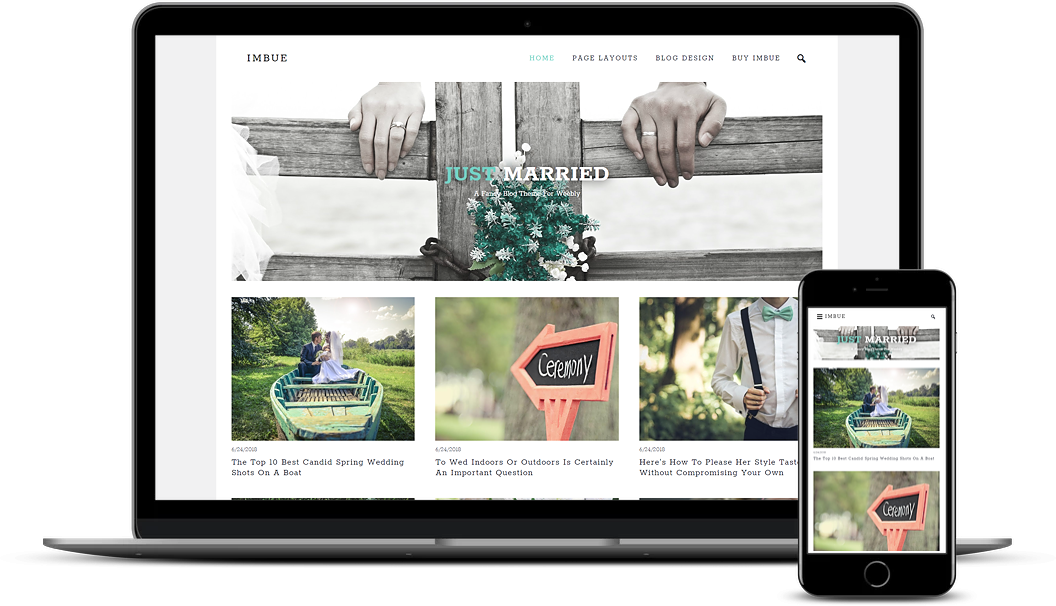 IMBUE
HOME PAGE LAYOUTS BLOG DESIGN BUY IMBUE
JUST MARRIED
A Fancy Blog Theme For Weebly
Ceremony
6/24/2018
6/24/2018
6/24/2018
The Top 10 Best Candid Spring Wedding
Shots On A Boat
To Wed Indoors Or Outdoors Is Certainly
An Important Question
Here's How To Please Her Style Taste
Without Compromising Your Own
IMBUE
JUST MARRIED
The Top 10 Best Candid Spring Wedding Shots On A Boat
Ceremony